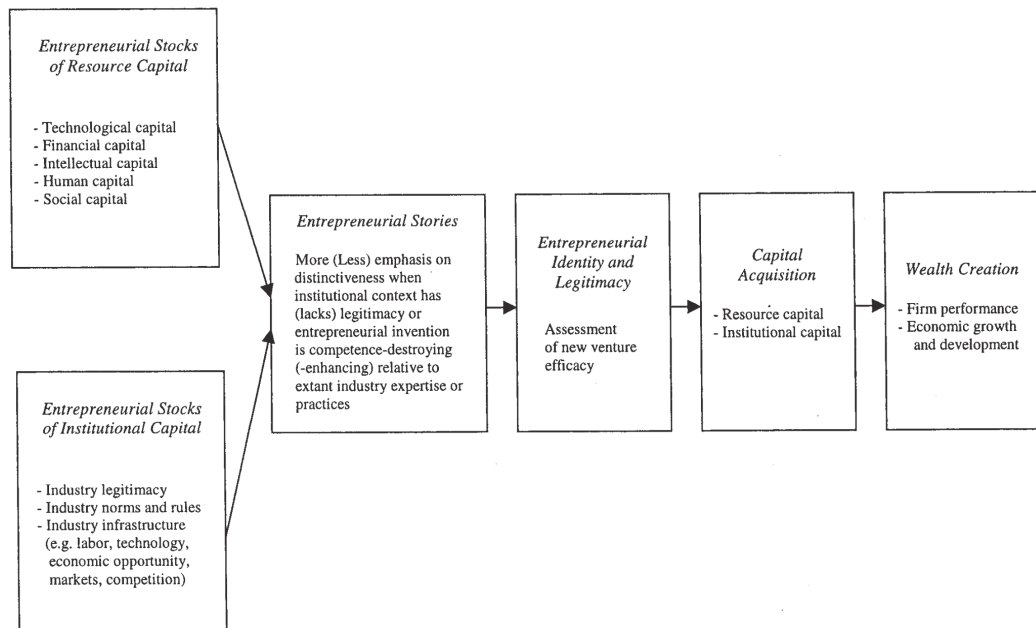 Entrepreneurial Stocks
of Resource Capital
- Technological capital
- Financial capital
- Intellectual capital
- Human capital
- Social capital
Entrepreneurial Stocks
of Institutional Capital
- Industry legitimacy
- Industry norms and rules
- Industry infrastructure
(e.g. labor, technology,
economic opportunity,
markets, competition)
Entrepreneurial Stories
More (Less) emphasis on
distinctiveness when
institutional context has
(lacks) legitimacy or
entrepreneurial invention
is competence-destroying
(-enhancing) relative to
extant industry expertise or
practices
Entrepreneurial
Identity and
Legitimacy
Assessment
of new venture
efficacy
Capital
Acquisition
- Resource capital
- Institutional capital
Wealth Creation
- Firm performance
- Economic growth
and development